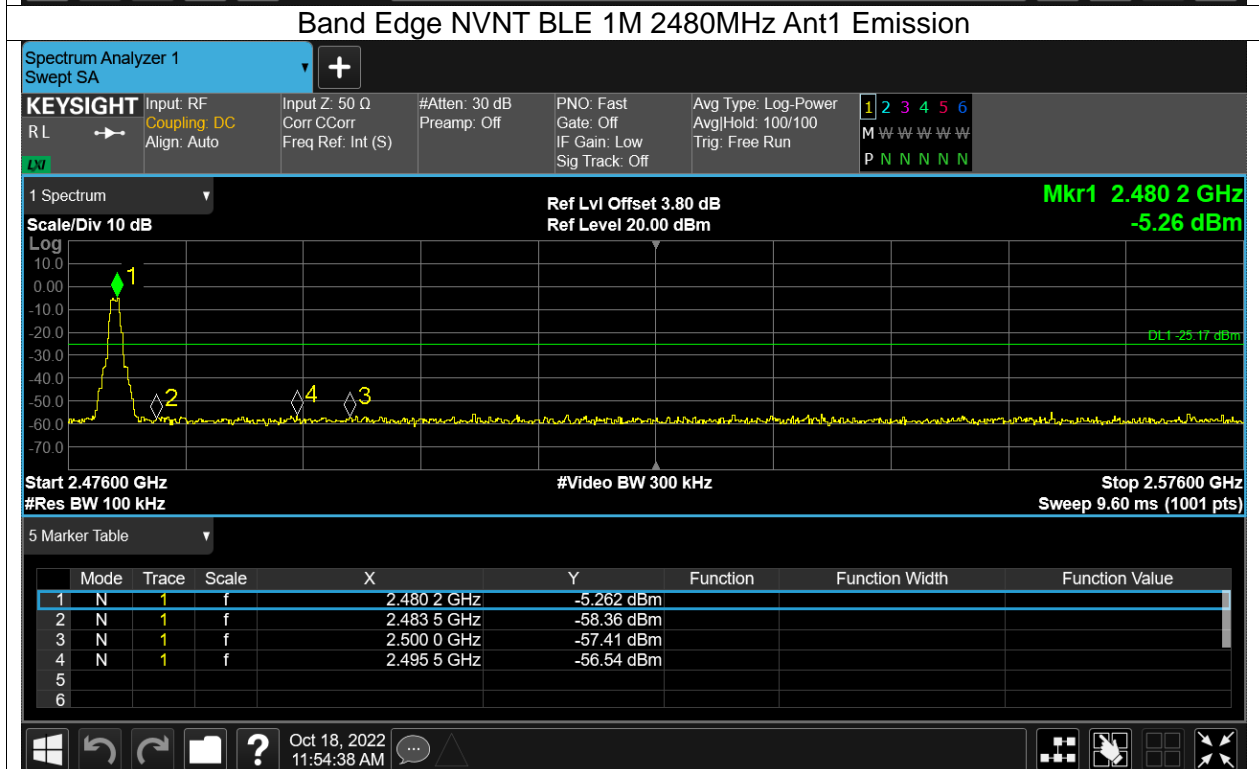 Band Edge NVNT BLE 1M 2480MHz Ant1 Emission
Spectrum Analyzer 1
Swept SA
+
KEYSIGHT Input: RF Input Z: 50 Ω #Atten: 30 dB PNO: Fast Avg Type: Log-Power 1 2 3 4 5 6
RL Coupling: DC Corr CCorr Preamp: Off Gate: Off Avg|Hold: 100/100 M W W W W W
Align: Auto Freq Ref: Int (S) IF Gain: Low Trig: Free Run
LXI Sig Track: Off P N N N N N
1 Spectrum Ref Lvl Offset 3.80 dB Mkr1 2.480 2 GHz
Scale/Div 10 dB Ref Level 20.00 dBm -5.26 dBm
Log
10.0
1
0.00
-10.0
-20.0
DL1 -25.17 dBm
-30.0
-40.0
2 4 3
-50.0
-60.0
-70.0
Start 2.47600 GHz #Video BW 300 kHz Stop 2.57600 GHz
#Res BW 100 kHz Sweep 9.60 ms (1001 pts)
5 Marker Table
Mode Trace Scale X Y Function Function Width Function Value
1 N 1 f 2.480 2 GHz -5.262 dBm
2 N 1 f 2.483 5 GHz -58.36 dBm
3 N 1 f 2.500 0 GHz -57.41 dBm
4 N 1 f 2.495 5 GHz -56.54 dBm
5
6
? Oct 18, 2022
11:54:38 AM